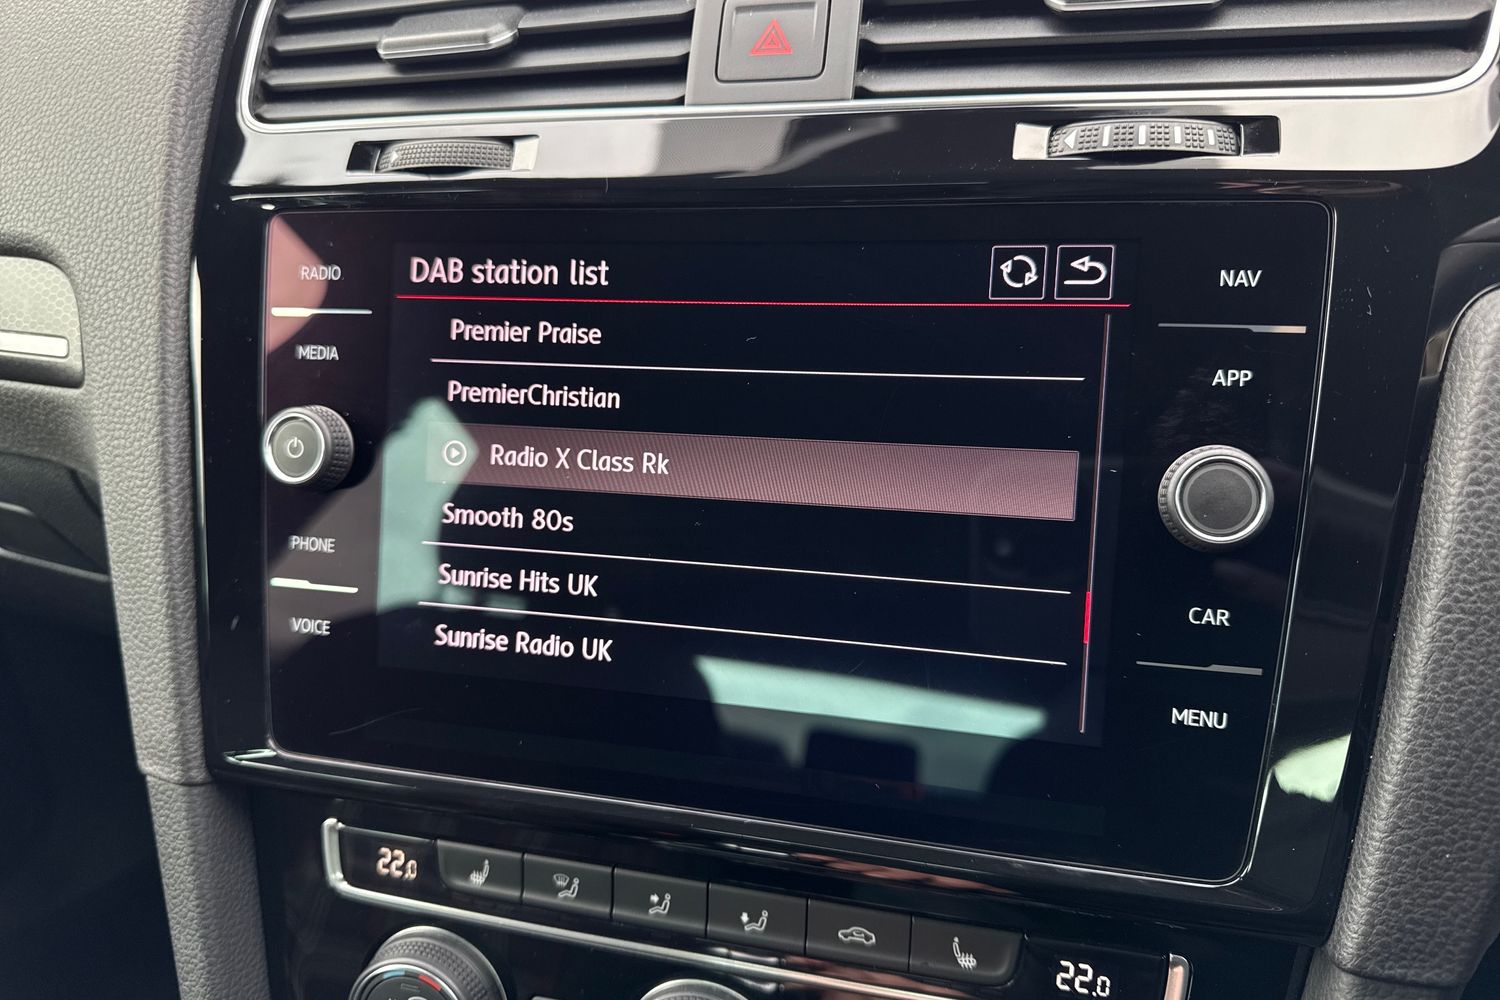 RADIO
MEDIA
PHONE
VOICE
DAB station list
Premier Praise
PremierChristian
Radio X Class Rk
Smooth 80s
Sunrise Hits UK
Sunrise Radio UK
NAV
APP
CAR
MENU
22.0
22.0